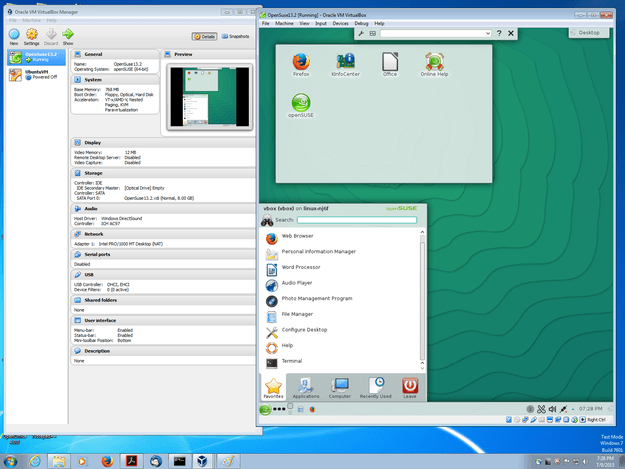 Oracle VM VirtualBox Manager
File Machine Help
New Settings Discard Show
Details Snapshots
OpenSuse13.2
Running
UbuntuVM
Powered Off
General
Name: OpenSuse13.2
Operating System: openSUSE (64-bit)
Preview
System
Base Memory: 768 MB
Boot Order: Floppy, Optical, Hard Disk
Acceleration: VT-x/AMD-V, Nested Paging, KVM Paravirtualization
Display
Video Memory: 12 MB
Remote Desktop Server: Disabled
Video Capture: Disabled
Storage
Controller: IDE
IDE Secondary Master: [Optical Drive] Empty
Controller: SATA
SATA Port 0: OpenSuse13.2.vdi (Normal, 8.00 GB)
Audio
Host Driver: Windows DirectSound
Controller: ICH AC97
Network
Adapter 1: Intel PRO/1000 MT Desktop (NAT)
Serial ports
Disabled
USB
USB Controller: OHCI, EHCI
Device Filters: 0 (0 active)
Shared folders
None
User interface
Menu-bar: Enabled
Status-bar: Enabled
Mini-toolbar Position: Bottom
Description
None
OpenSuse13.2 [Running] - Oracle VM VirtualBox
File Machine View Input Devices Debug Help
Desktop
Firefox
KInfoCenter
Office
Online Help
openSUSE
vbox (vbox) on linux-nj6f
openSUSE
Search:
Web Browser
Personal Information Manager
Word Processor
Audio Player
Photo Management Program
File Manager
Configure Desktop
Help
Terminal
Favorites Applications Computer Recently Used Leave
07:28 PM
Right Ctrl
Test Mode
Windows 7
Build 7601
7:28 PM
7/9/2015